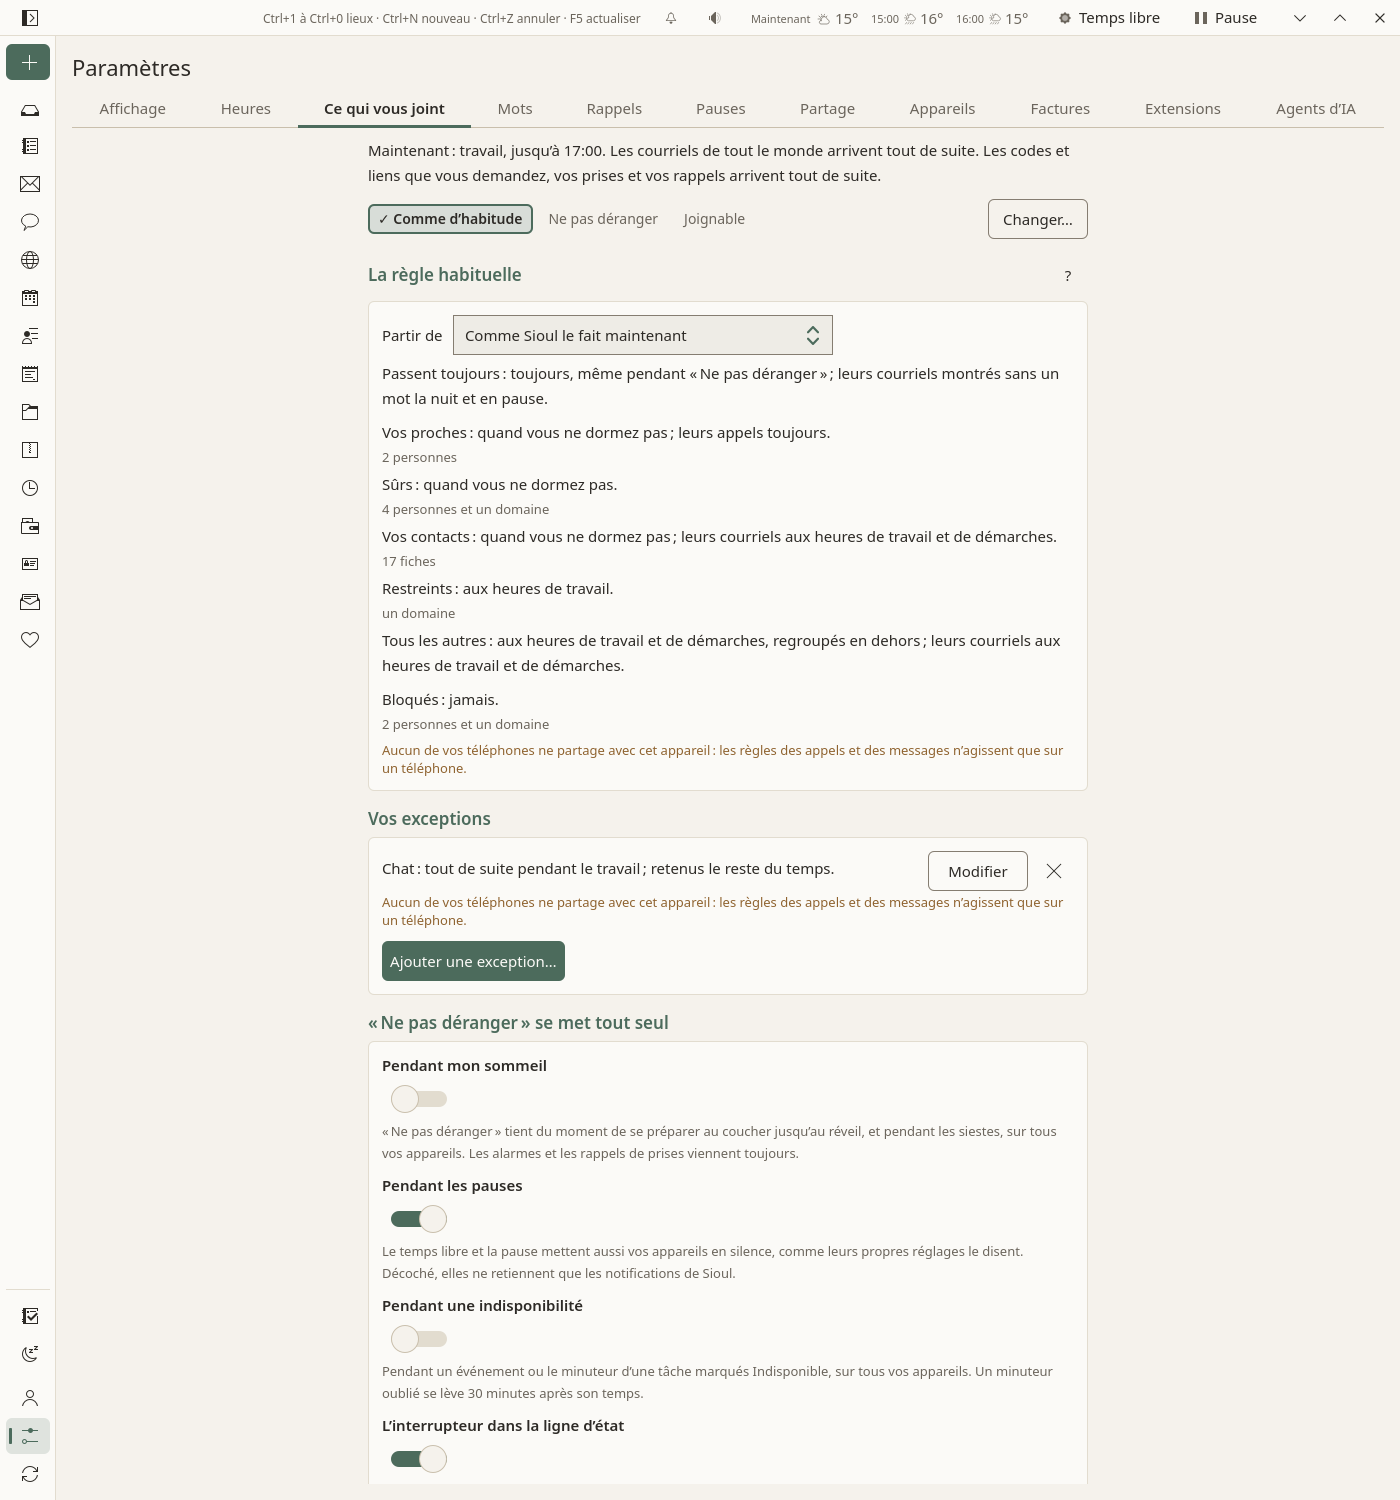 Ctrl+1 à Ctrl+0 lieux · Ctrl+N nouveau · Ctrl+Z annuler · F5 actualiser
Maintenant 15° 15:00 16° 16:00 15°
Temps libre
Pause
Paramètres
Affichage
Heures
Ce qui vous joint
Mots
Rappels
Pauses
Partage
Appareils
Factures
Extensions
Agents d’IA
Maintenant : travail, jusqu’à 17:00. Les courriels de tout le monde arrivent tout de suite. Les codes et
liens que vous demandez, vos prises et vos rappels arrivent tout de suite.
✓ Comme d’habitude
Ne pas déranger
Joignable
Changer…
La règle habituelle
?
Partir de
Comme Sioul le fait maintenant
Passent toujours : toujours, même pendant « Ne pas déranger » ; leurs courriels montrés sans un
mot la nuit et en pause.
Vos proches : quand vous ne dormez pas ; leurs appels toujours.
2 personnes
Sûrs : quand vous ne dormez pas.
4 personnes et un domaine
Vos contacts : quand vous ne dormez pas ; leurs courriels aux heures de travail et de démarches.
17 fiches
Restreints : aux heures de travail.
un domaine
Tous les autres : aux heures de travail et de démarches, regroupés en dehors ; leurs courriels aux
heures de travail et de démarches.
Bloqués : jamais.
2 personnes et un domaine
Aucun de vos téléphones ne partage avec cet appareil : les règles des appels et des messages n’agissent que sur
un téléphone.
Vos exceptions
Chat : tout de suite pendant le travail ; retenus le reste du temps.
Modifier
Aucun de vos téléphones ne partage avec cet appareil : les règles des appels et des messages n’agissent que sur
un téléphone.
Ajouter une exception…
« Ne pas déranger » se met tout seul
Pendant mon sommeil
« Ne pas déranger » tient du moment de se préparer au coucher jusqu’au réveil, et pendant les siestes, sur tous
vos appareils. Les alarmes et les rappels de prises viennent toujours.
Pendant les pauses
Le temps libre et la pause mettent aussi vos appareils en silence, comme leurs propres réglages le disent.
Décoché, elles ne retiennent que les notifications de Sioul.
Pendant une indisponibilité
Pendant un événement ou le minuteur d’une tâche marqués Indisponible, sur tous vos appareils. Un minuteur
oublié se lève 30 minutes après son temps.
L’interrupteur dans la ligne d’état